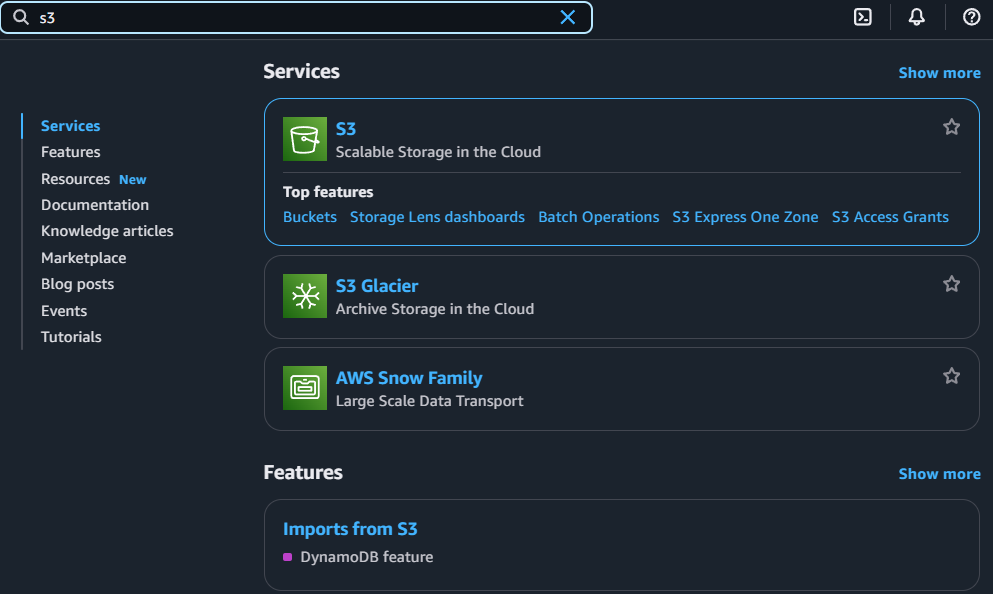 s3
Services
Show more
Services
Features
Resources New
Documentation
Knowledge articles
Marketplace
Blog posts
Events
Tutorials
S3
Scalable Storage in the Cloud
Top features
Buckets Storage Lens dashboards Batch Operations S3 Express One Zone S3 Access Grants
S3 Glacier
Archive Storage in the Cloud
AWS Snow Family
Large Scale Data Transport
Features
Show more
Imports from S3
DynamoDB feature